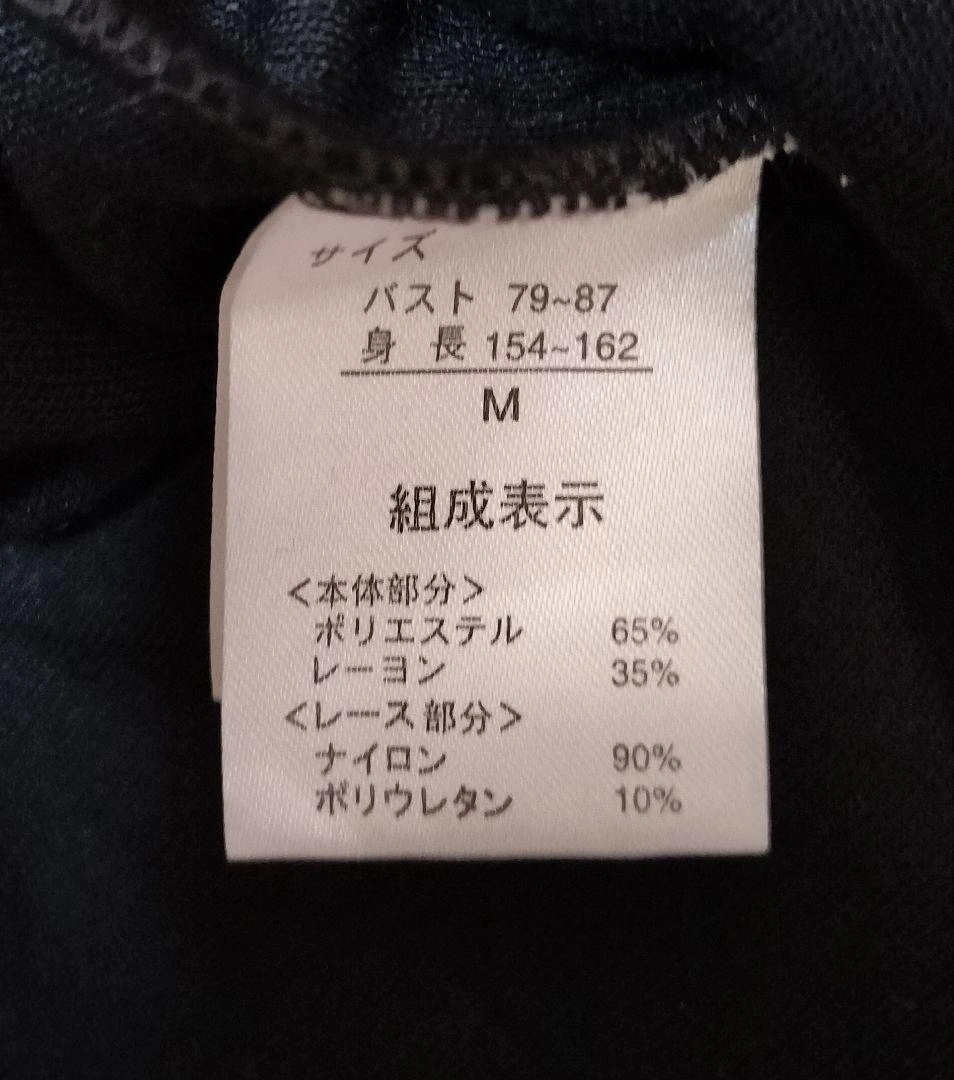 サイズ
バスト 79~87
身 長 154~162
M
組成表示
<本体部分>
ポリエステル 65%
レーヨン 35%
<レース部分>
ナイロン 90%
ポリウレタン 10%